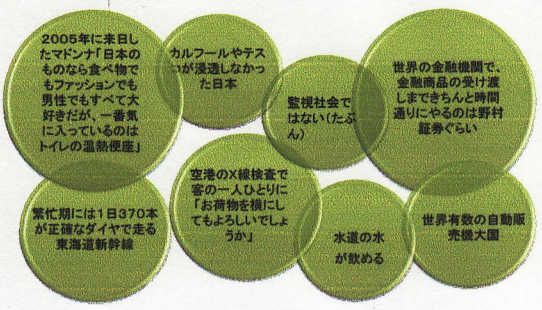 2005年に来日し
たマドンナ「日本の
ものなら食べ物で
もファッションでも
男性でもすべて大
好きだが、一番気
に入っているのは
トイレの温熱便座」
カルフールやテス
コが浸透しなかっ
た日本
監視社会で
はない(たぶ
ん)
世界の金融機関で、
金融商品の受け渡
しまできちんと時間
通りにやるのは野村
証券ぐらい
繁忙期には1日370本
が正確なダイヤで走る
東海道新幹線
空港のX線検査で
客の一人ひとりに
「お荷物を横にし
てもよろしいでしょ
うか」
水道の水
が飲める
世界有数の自動販
売機大国